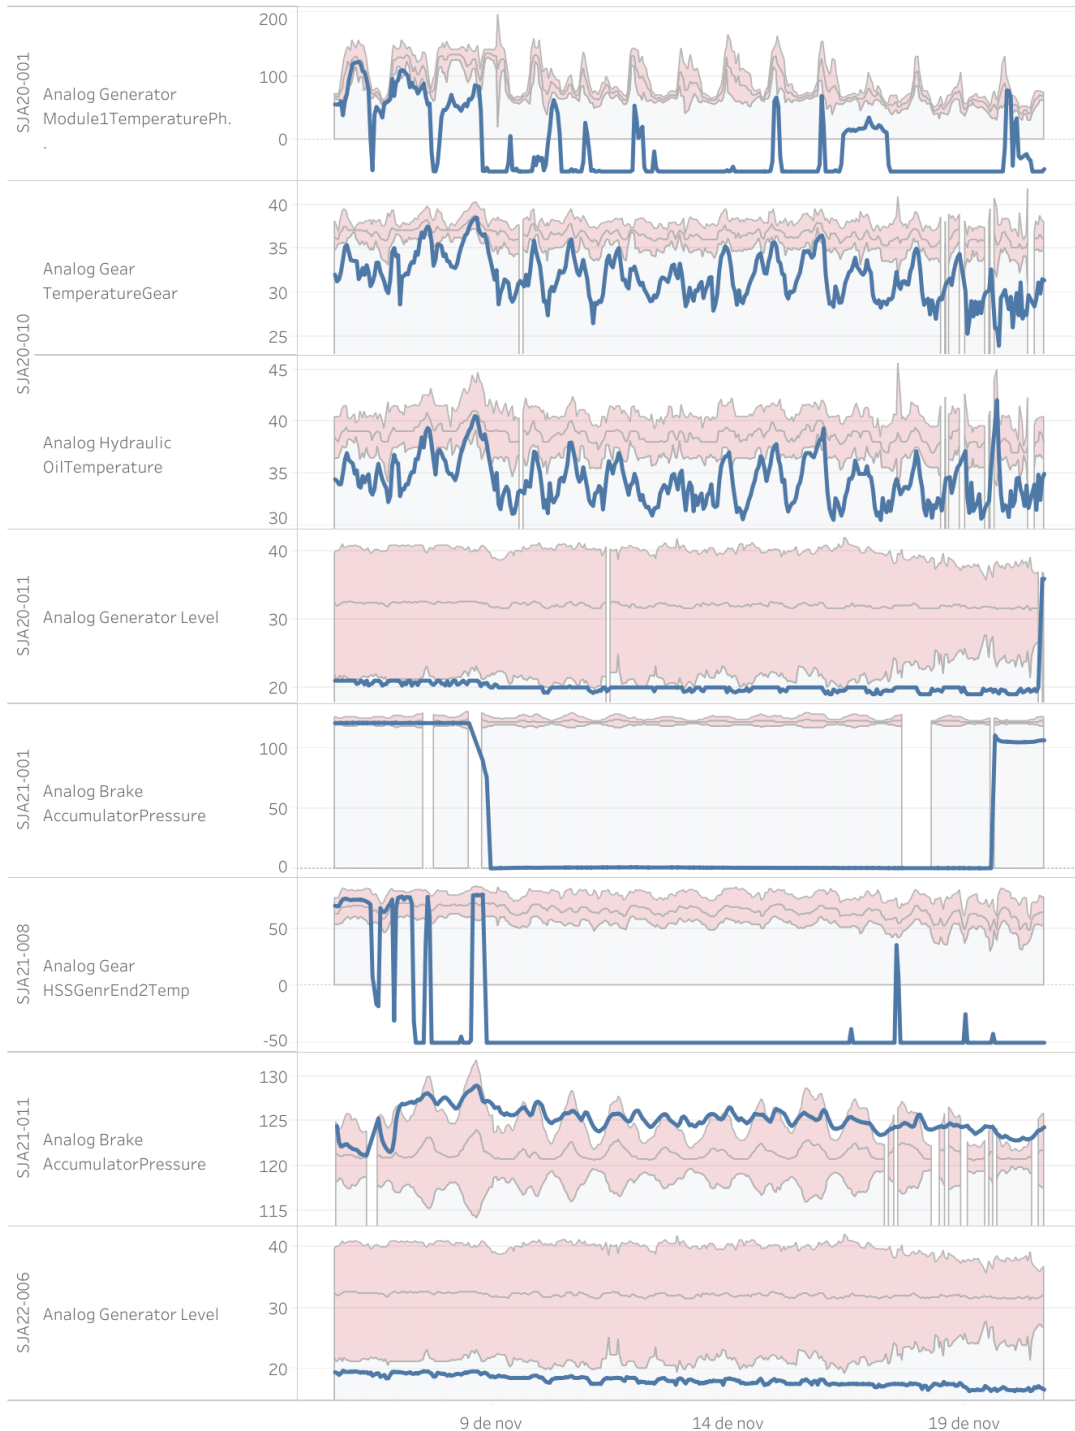 SJA20-001
Analog Generator
Module1TemperaturePh.
.
200
100
0
SJA20-010
Analog Gear
TemperatureGear
40
35
30
25
Analog Hydraulic
OilTemperature
45
40
35
30
SJA20-011
Analog Generator Level
40
30
20
SJA21-001
Analog Brake
AccumulatorPressure
100
50
0
SJA21-008
Analog Gear
HSSGenrEnd2Temp
50
0
-50
SJA21-011
Analog Brake
AccumulatorPressure
130
125
120
115
SJA22-006
Analog Generator Level
40
30
20
9 de nov
14 de nov
19 de nov